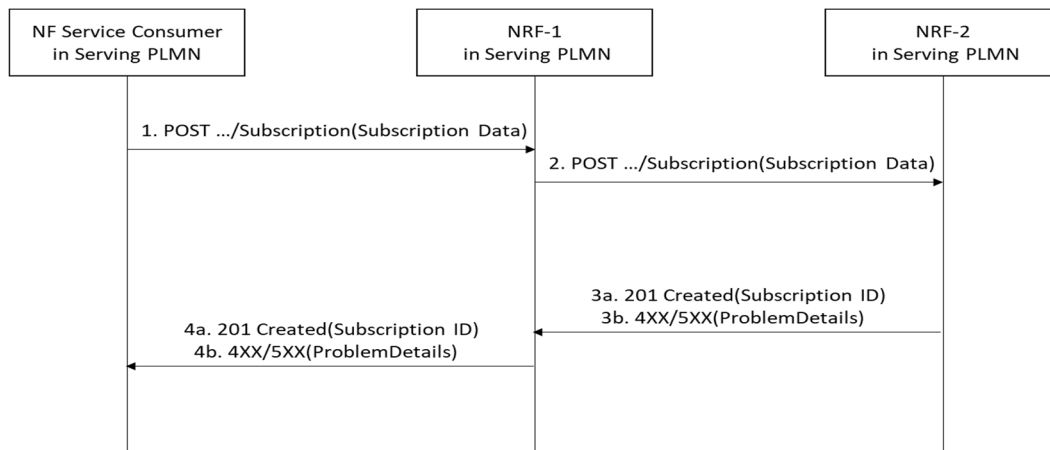 NF Service Consumer
in Serving PLMN
NRF-1
in Serving PLMN
NRF-2
in Serving PLMN
1. POST .../Subscription(Subscription Data)
2. POST .../Subscription(Subscription Data)
3a. 201 Created(Subscription ID)
3b. 4XX/5XX(ProblemDetails)
4a. 201 Created(Subscription ID)
4b. 4XX/5XX(ProblemDetails)